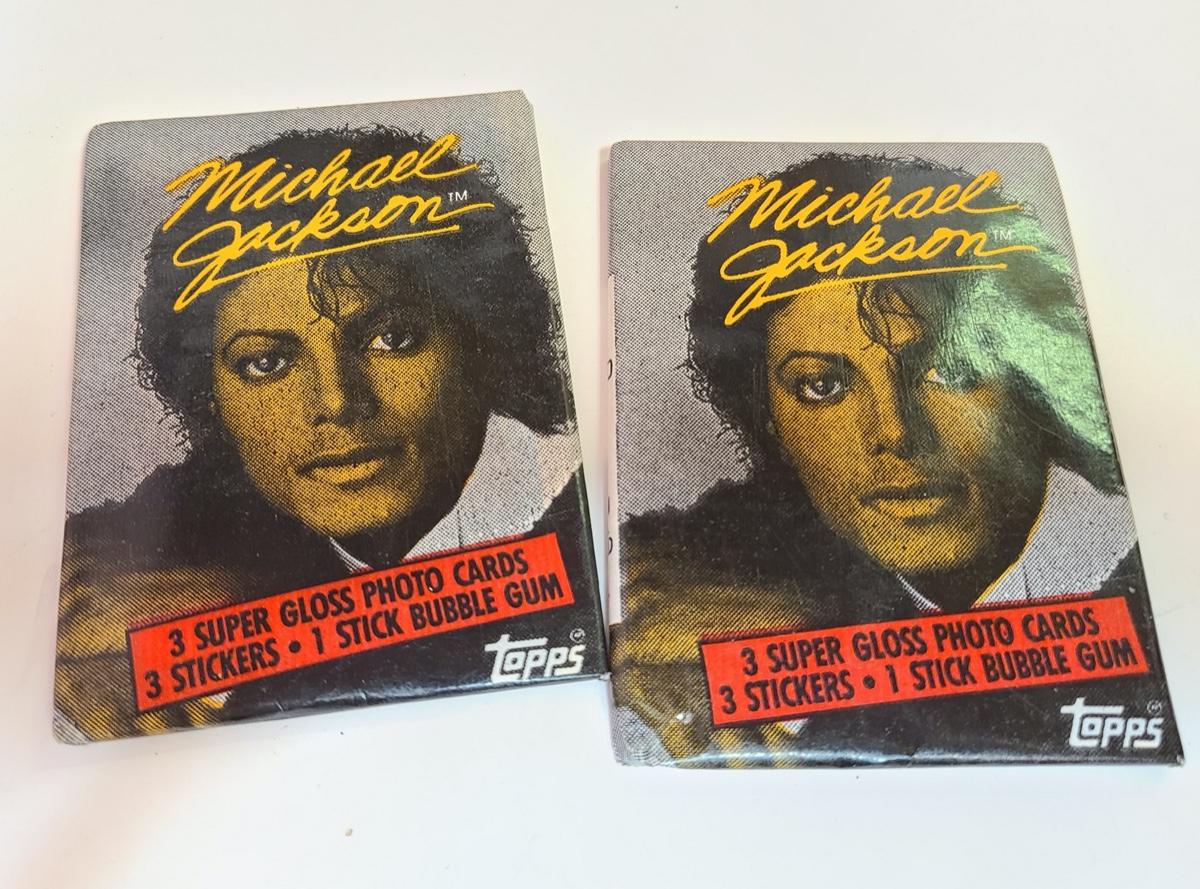 Michael
Jackson™
3 SUPER GLOSS PHOTO CARDS
3 STICKERS • 1 STICK BUBBLE GUM
topps
Michael
Jackson™
3 SUPER GLOSS PHOTO CARDS
3 STICKERS • 1 STICK BUBBLE GUM
topps